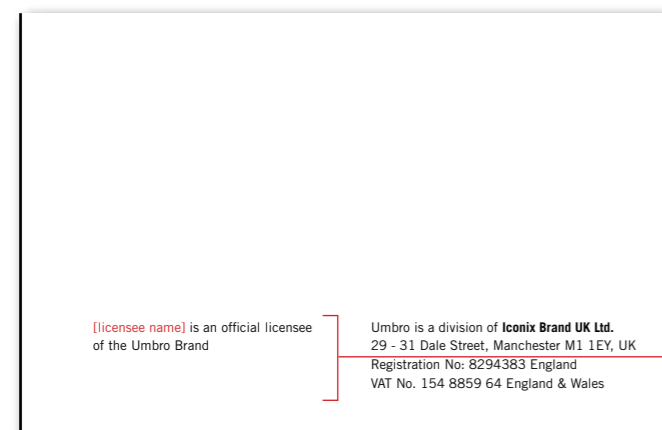 [licensee name] is an official licensee
of the Umbro Brand
Umbro is a division of Iconix Brand UK Ltd.
29 - 31 Dale Street, Manchester M1 1EY, UK
Registration No: 8294383 England
VAT No. 154 8859 64 England & Wales